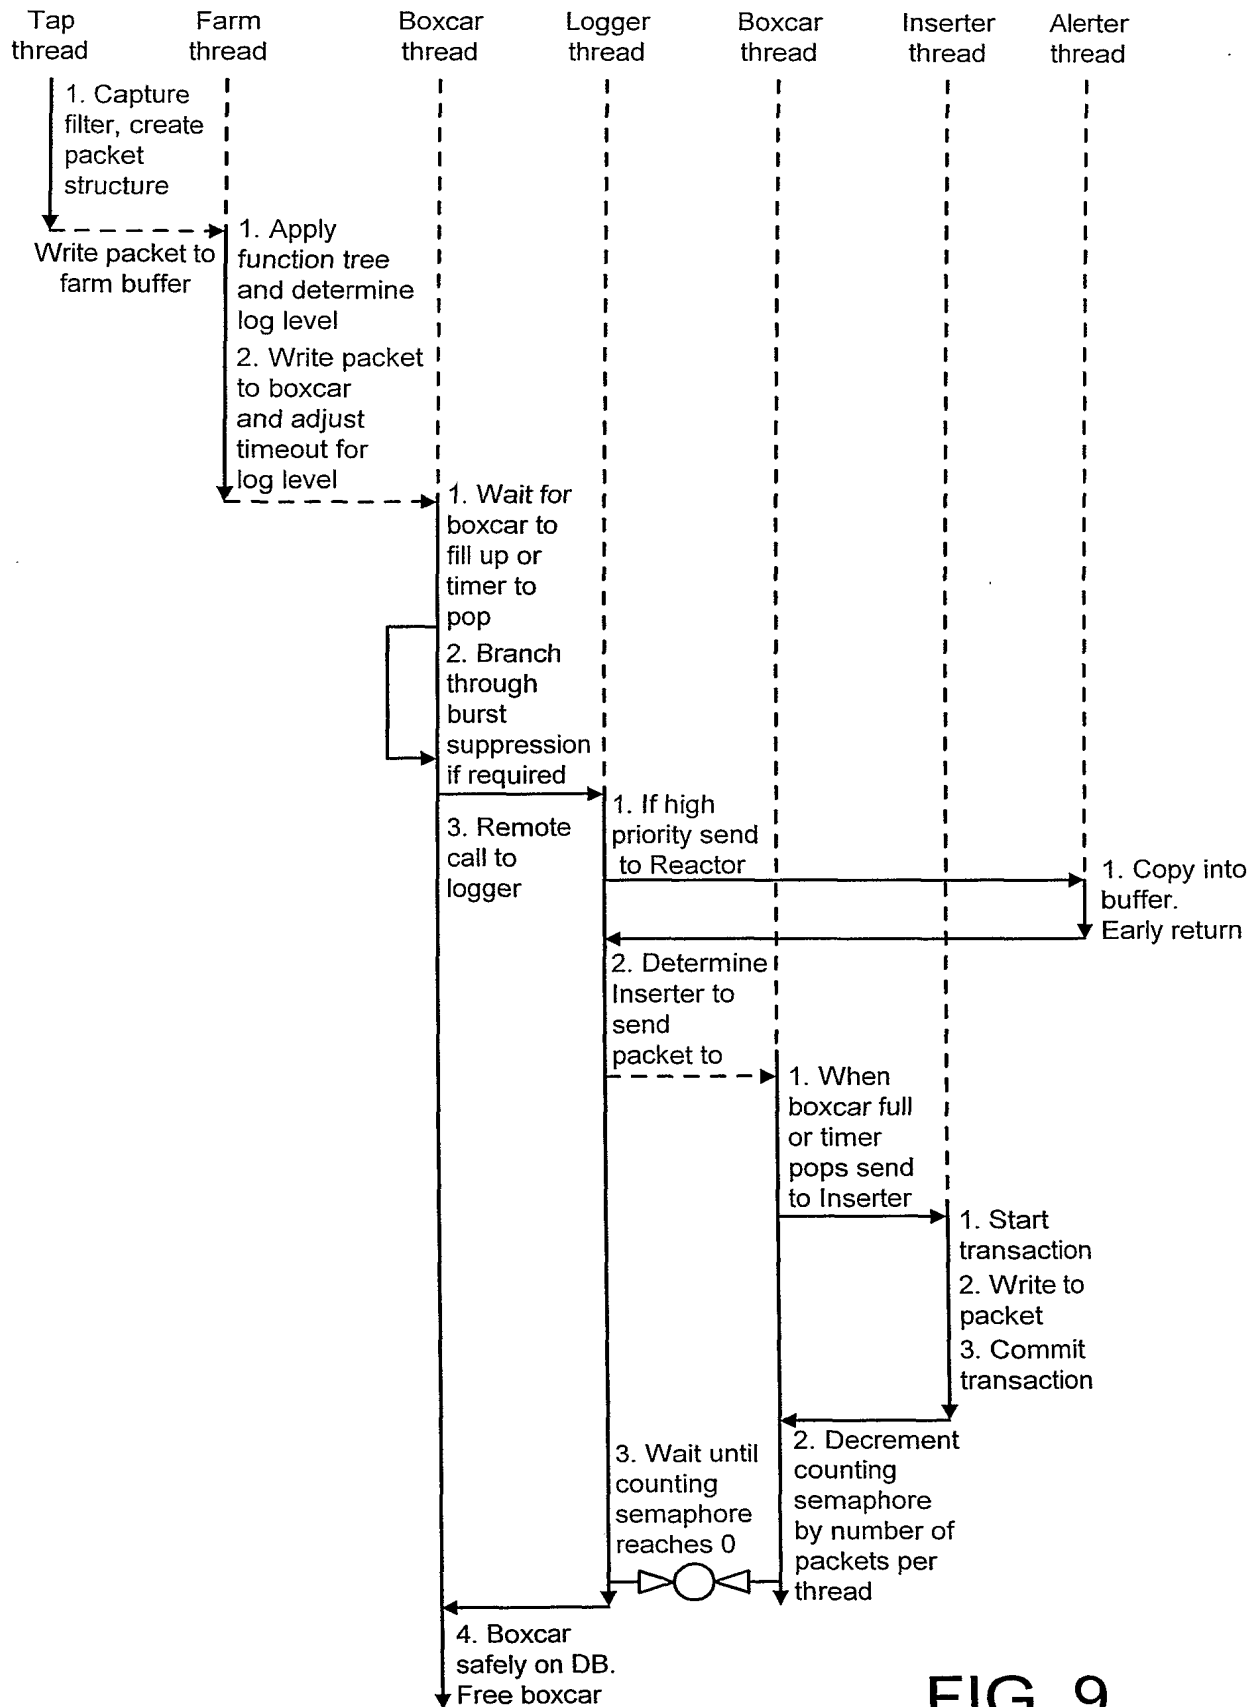 Tap
thread
Farm
thread
Boxcar
thread
Logger
thread
Boxcar
thread
Inserter
thread
Alerter
thread
1. Capture
filter, create
packet
structure
Write packet to
farm buffer
1. Apply
function tree
and determine
log level
2. Write packet
to boxcar
and adjust
timeout for
log level
1. Wait for
boxcar to
fill up or
timer to
pop
2. Branch
through
burst
suppression
if required
3. Remote
call to
logger
1. If high
priority send
to Reactor
1. Copy into
buffer.
Early return
2. Determine
Inserter to
send
packet to
1. When
boxcar full
or timer
pops send
to Inserter
1. Start
transaction
2. Write to
packet
3. Commit
transaction
2. Decrement
counting
semaphore
by number of
packets per
thread
3. Wait until
counting
semaphore
reaches 0
4. Boxcar
safely on DB.
Free boxcar
FIG. 9